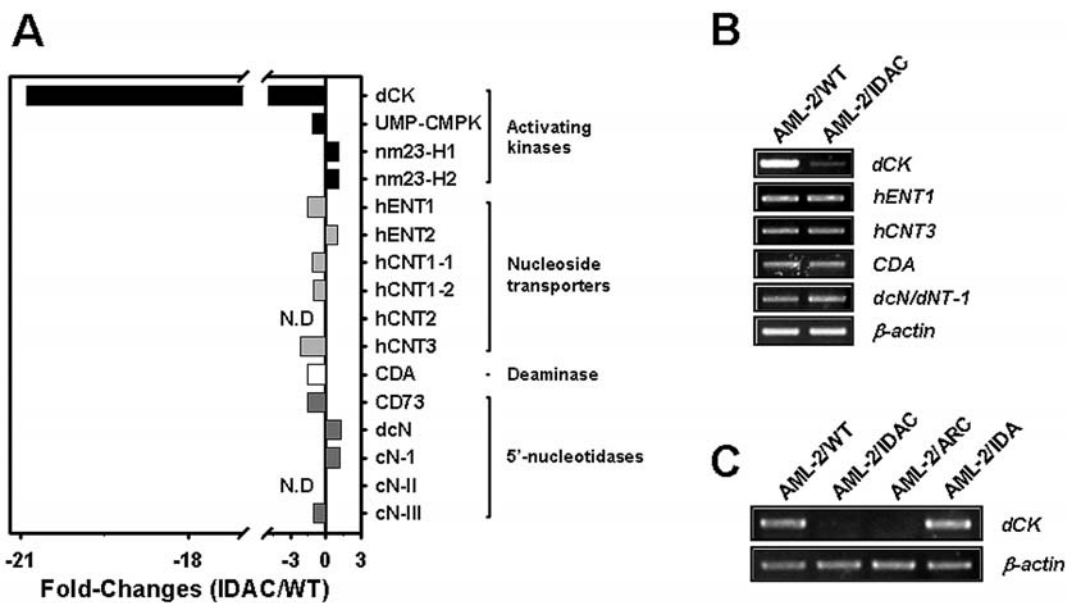 A
dCK
UMP-CMPK
nm23-H1
nm23-H2
Activating
kinases
hENT1
hENT2
hCNT1-1
hCNT1-2
N.D hCNT2
hCNT3
Nucleoside
transporters
CDA
Deaminase
CD73
dcN
cN-1
N.D cN-II
cN-III
5'-nucleotidases
-21 -18 -3 0 3
Fold-Changes (IDAC/WT)
B
AML-2/WT
AML-2/IDAC
dCK
hENT1
hCNT3
CDA
dcN/dNT-1
β-actin
C
AML-2/WT
AML-2/IDAC
AML-2/ARC
AML-2/IDA
dCK
β-actin